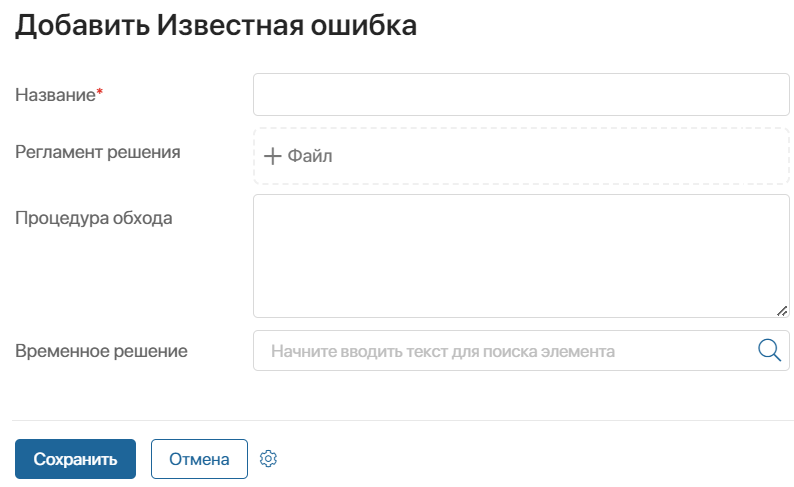 Добавить Известная ошибка
Название*
Регламент решения
+ Файл
Процедура обхода
Временное решение
Начните вводить текст для поиска элемента
Сохранить
Отмена